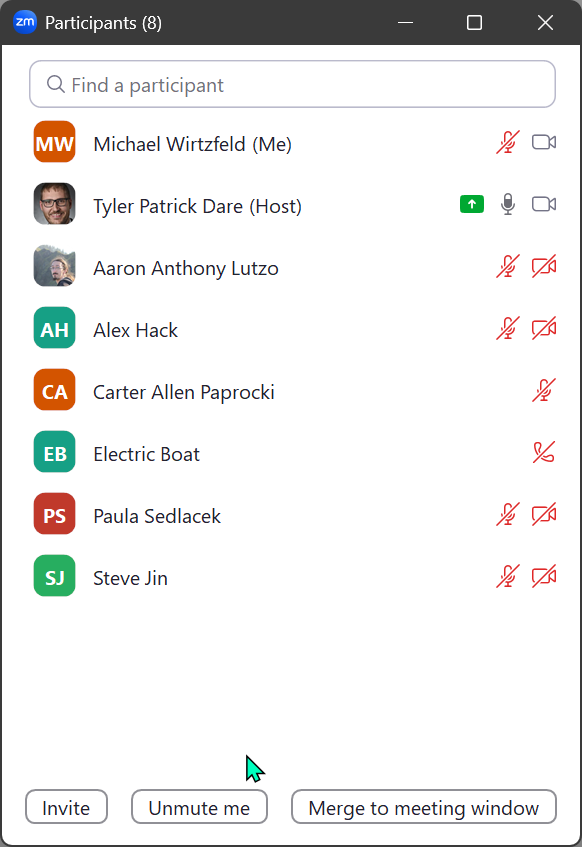 zm Participants (8)
Find a participant
MW Michael Wirtzfeld (Me)
Tyler Patrick Dare (Host)
Aaron Anthony Lutzo
AH Alex Hack
CA Carter Allen Paprocki
EB Electric Boat
PS Paula Sedlacek
SJ Steve Jin
Invite Unmute me Merge to meeting window